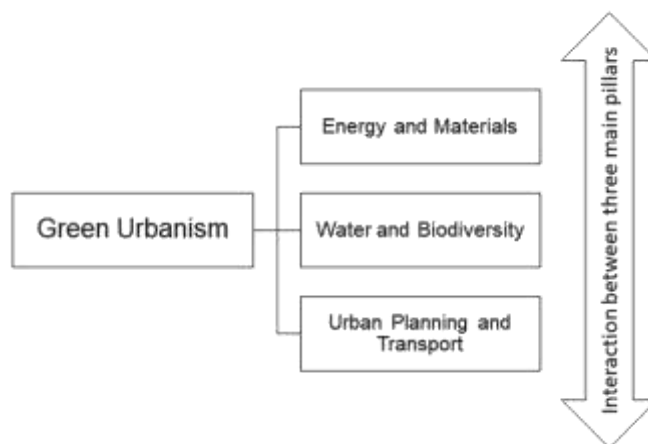 Energy and Materials
Green Urbanism
Water and Biodiversity
Urban Planning and
Transport
Interaction between three main pillars